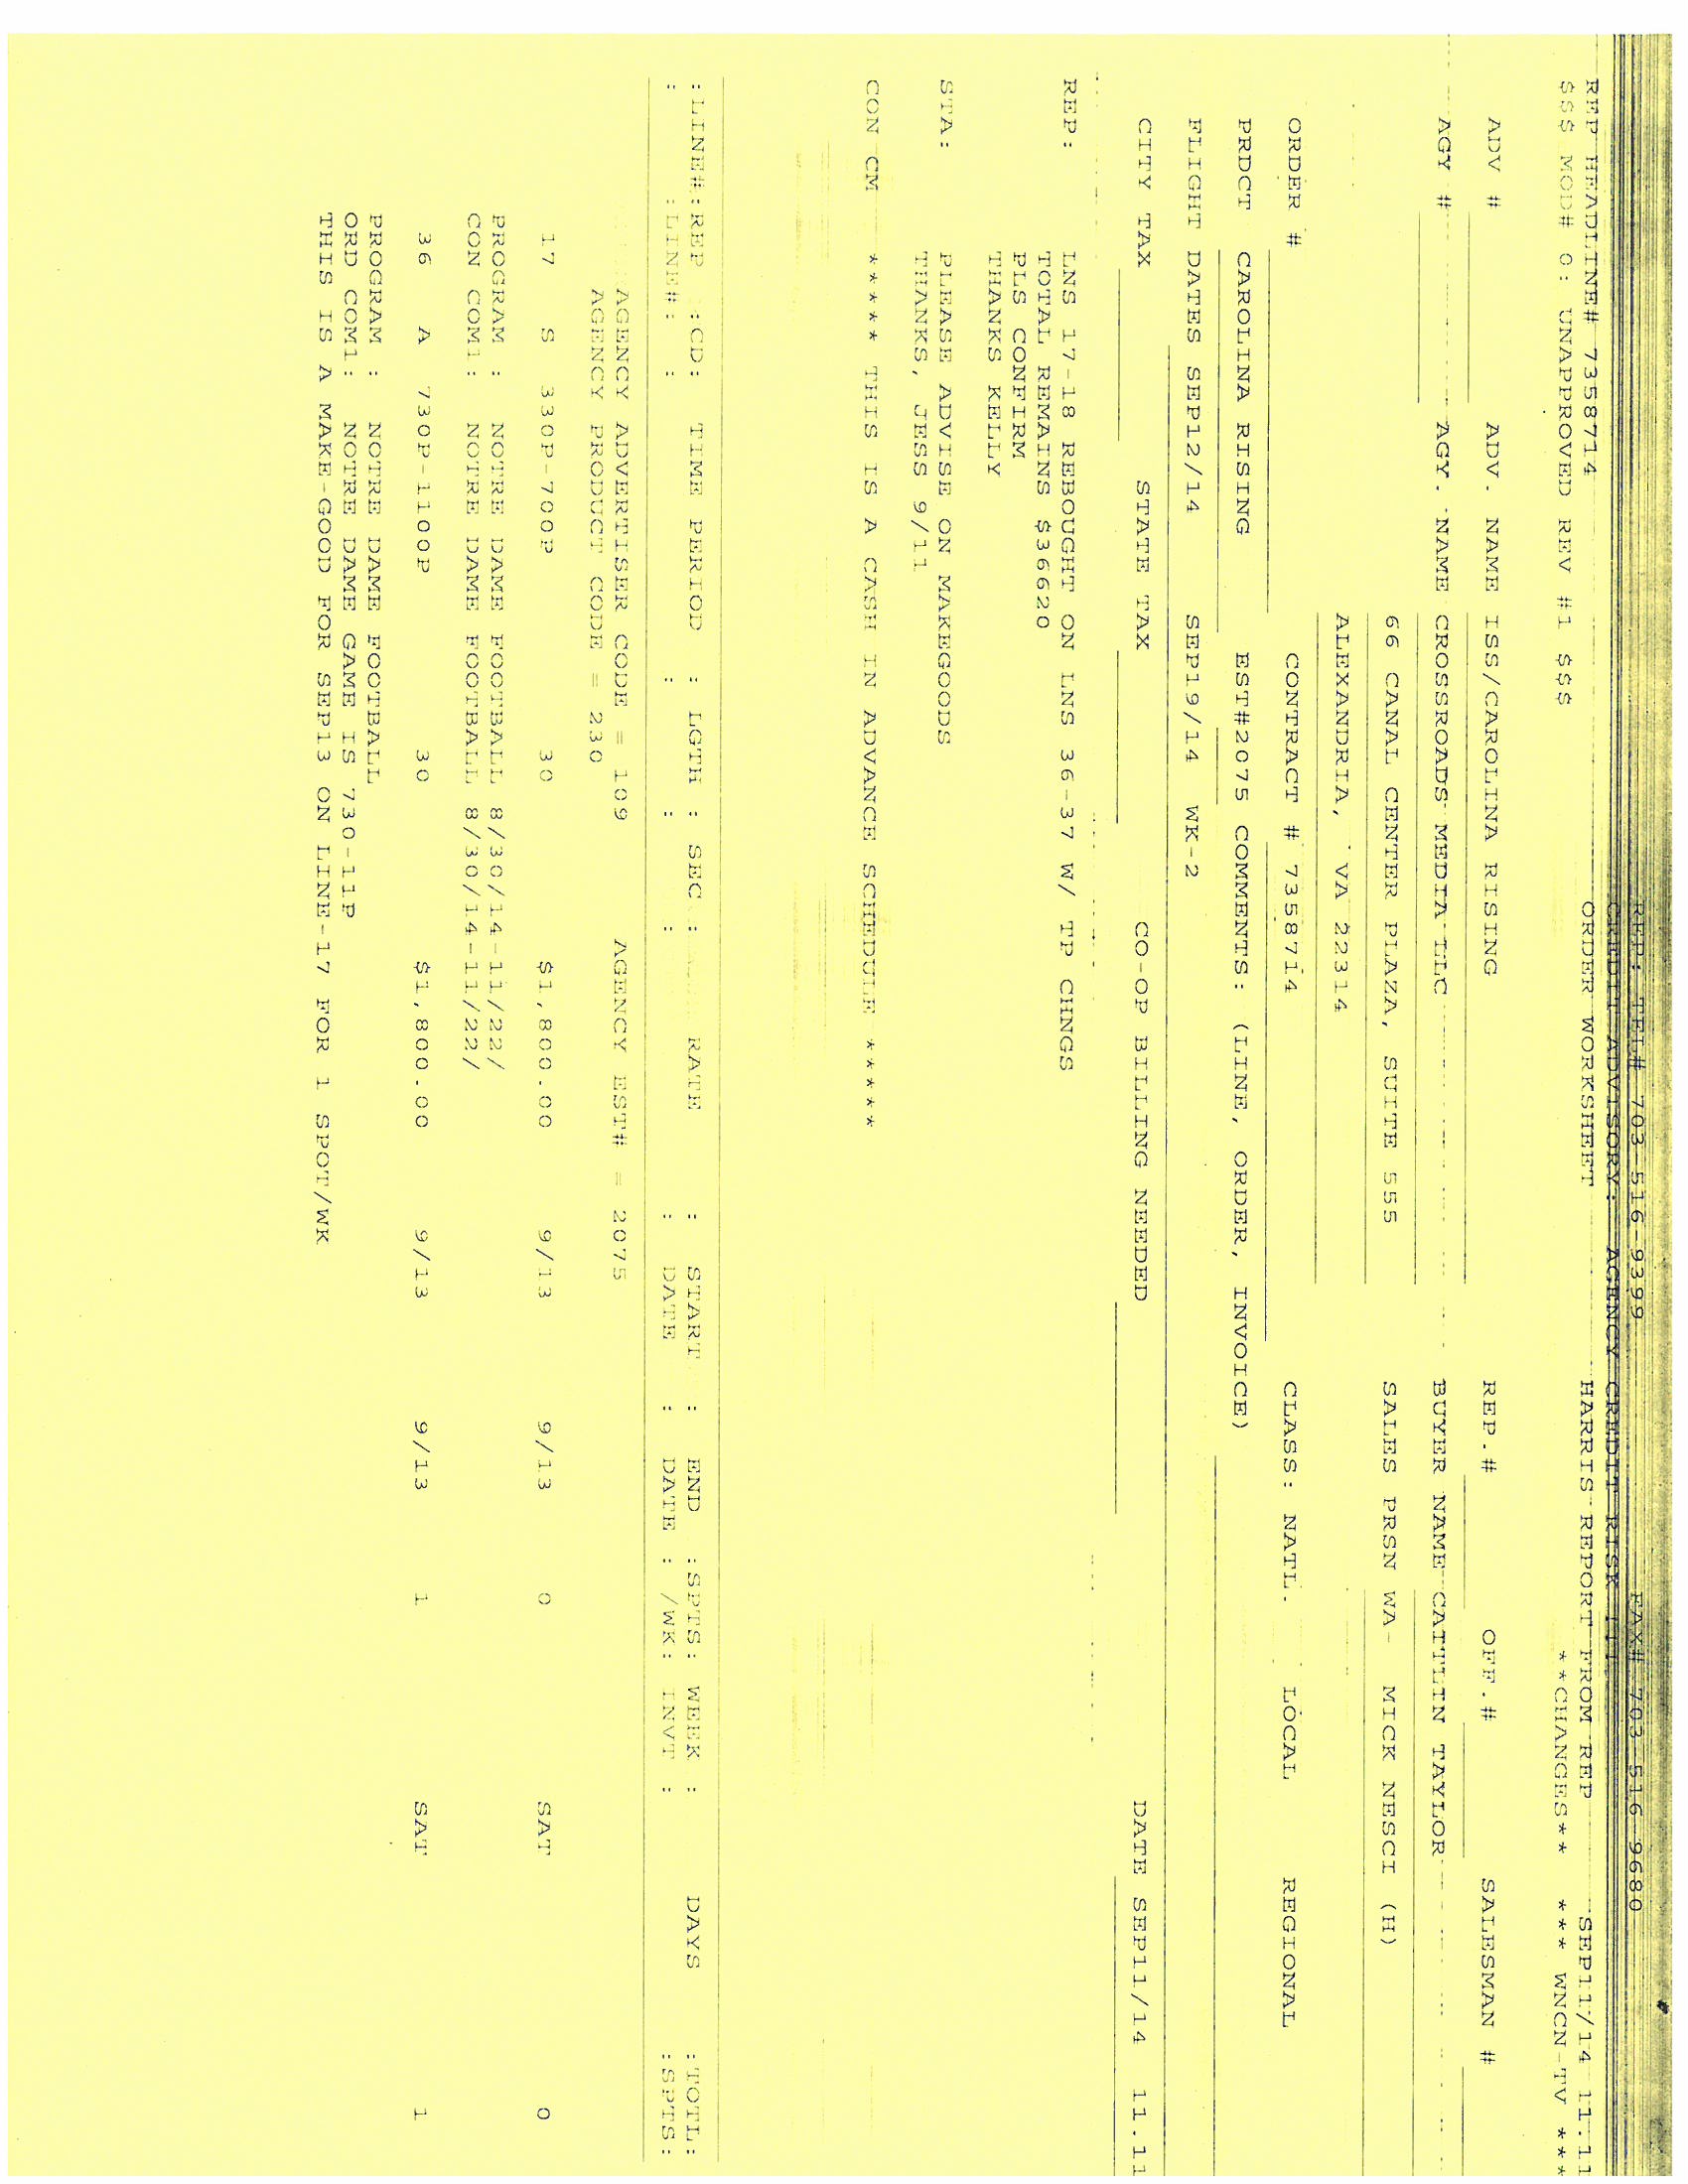 REP: TEL# 703-516-9399 FAX# 703-516-9680
CREDIT ADVISORY: AGENCY CREDIT RISK
ORDER WORKSHEET HARRIS REPORT FROM REP SEP11/14 11.11
REP HEADLINE# 7358714 **CHANGES** *** WNCN-TV ***
$$$ MOD# 0: UNAPPROVED REV #1 $$$
ADV # ADV. NAME ISS/CAROLINA RISING REP.# OFF.# SALESMAN #
AGY # AGY. NAME CROSSROADS MEDIA LLC BUYER NAME CAITLIN TAYLOR
66 CANAL CENTER PLAZA, SUITE 555 SALES PRSN WA- MICK NESCI (H)
ALEXANDRIA, VA 22314
ORDER # CONTRACT # 7358714 CLASS: NATL. LOCAL REGIONAL
PRDCT CAROLINA RISING EST#2075 COMMENTS: (LINE, ORDER, INVOICE)
FLIGHT DATES SEP12/14 SEP19/14 WK-2
CITY TAX STATE TAX CO-OP BILLING NEEDED DATE SEP11/14 11.11
REP: LNS 17-18 REBOUGHT ON LNS 36-37 W/ TP CHNGS
TOTAL REMAINS $36620
PLS CONFIRM
THANKS KELLY
STA: PLEASE ADVISE ON MAKEGOODS
THANKS, JESS 9/11
CON CM ***** THIS IS A CASH IN ADVANCE SCHEDULE *****
:LINE#:REP :CD: TIME PERIOD : LGTH : SEC : RATE : START : END :SPTS: WEEK : DAYS :TOTL:
: :LINE#: : : : : : DATE : DATE : /WK: INVT : :SPTS:
AGENCY ADVERTISER CODE = 109 AGENCY EST# = 2075
AGENCY PRODUCT CODE = 230
17 S 330P-700P 30 $1,800.00 9/13 9/13 0 SAT 0
PROGRAM : NOTRE DAME FOOTBALL 8/30/14-11/22/
CON COM1: NOTRE DAME FOOTBALL 8/30/14-11/22/
36 A 730P-1100P 30 $1,800.00 9/13 9/13 1 SAT 1
PROGRAM : NOTRE DAME FOOTBALL
ORD COM1: NOTRE DAME GAME IS 730-11P
THIS IS A MAKE-GOOD FOR SEP13 ON LINE-17 FOR 1 SPOT/WK